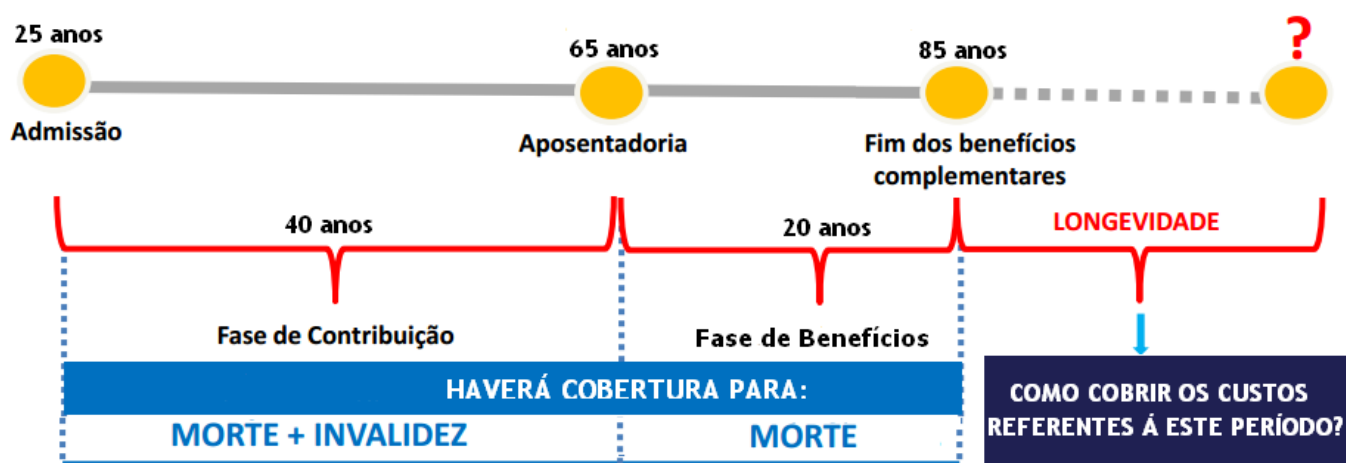 25 anos
65 anos
85 anos
?
Admissão
Aposentadoria
Fim dos benefícios
complementares
40 anos
20 anos
LONGEVIDADE
Fase de Contribuição
Fase de Benefícios
HAVERÁ COBERTURA PARA:
MORTE + INVALIDEZ
MORTE
COMO COBRIR OS CUSTOS
REFERENTES Á ESTE PERÍODO?